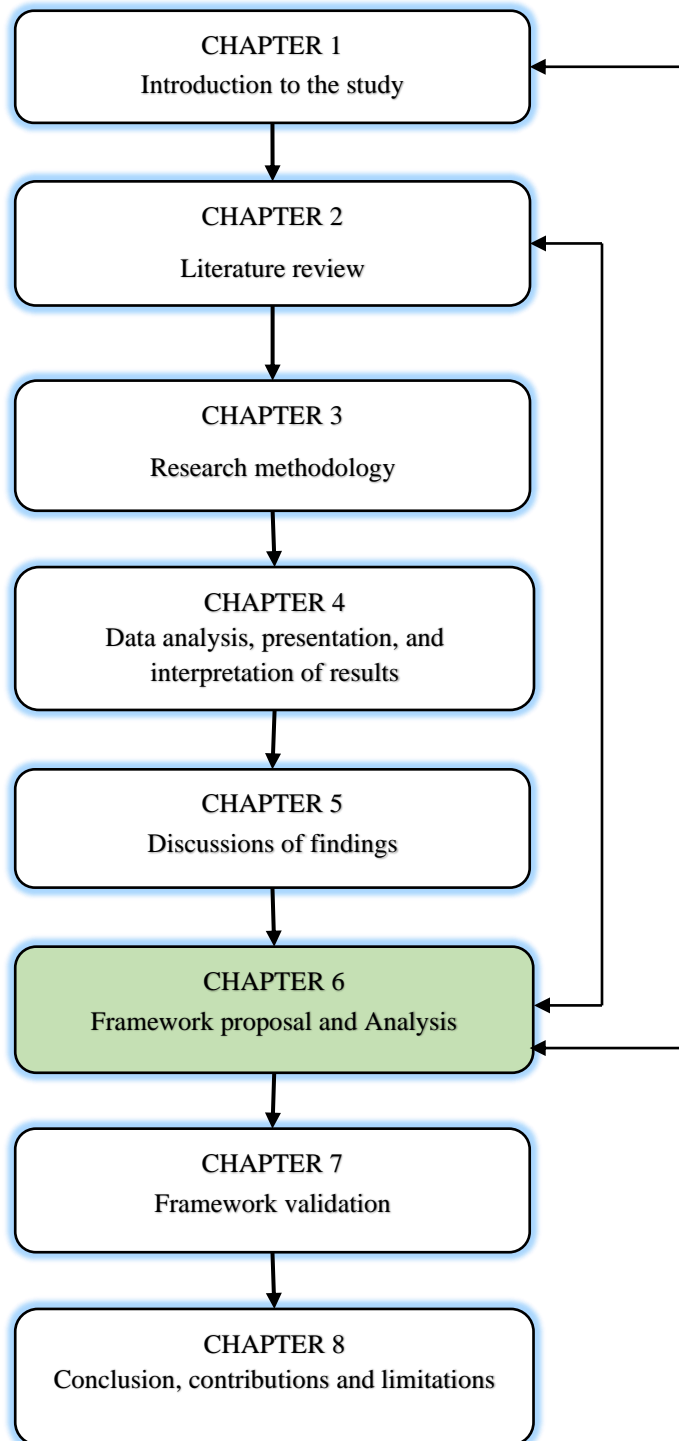 CHAPTER 1
Introduction to the study
CHAPTER 2
Literature review
CHAPTER 3
Research methodology
CHAPTER 4
Data analysis, presentation, and
interpretation of results
CHAPTER 5
Discussions of findings
CHAPTER 6
Framework proposal and Analysis
CHAPTER 7
Framework validation
CHAPTER 8
Conclusion, contributions and limitations